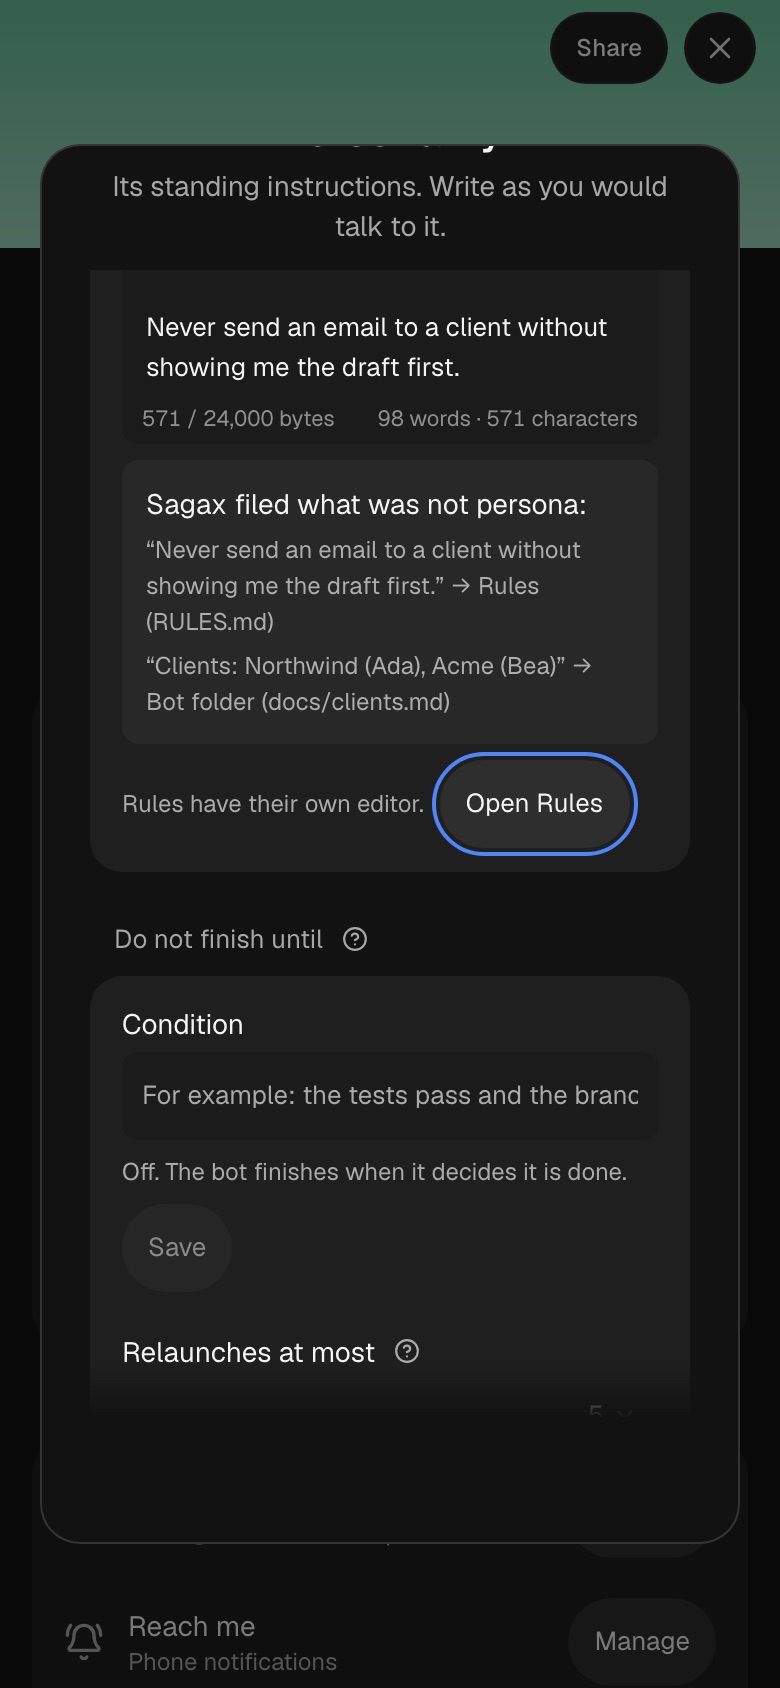 Share
Its standing instructions. Write as you would
talk to it.
Never send an email to a client without
showing me the draft first.
571 / 24,000 bytes
98 words · 571 characters
Sagax filed what was not persona:
“Never send an email to a client without
showing me the draft first.” → Rules
(RULES.md)
“Clients: Northwind (Ada), Acme (Bea)” →
Bot folder (docs/clients.md)
Rules have their own editor.
Open Rules
Do not finish until
Condition
For example: the tests pass and the branc
Off. The bot finishes when it decides it is done.
Save
Relaunches at most
5
Reach me
Phone notifications
Manage